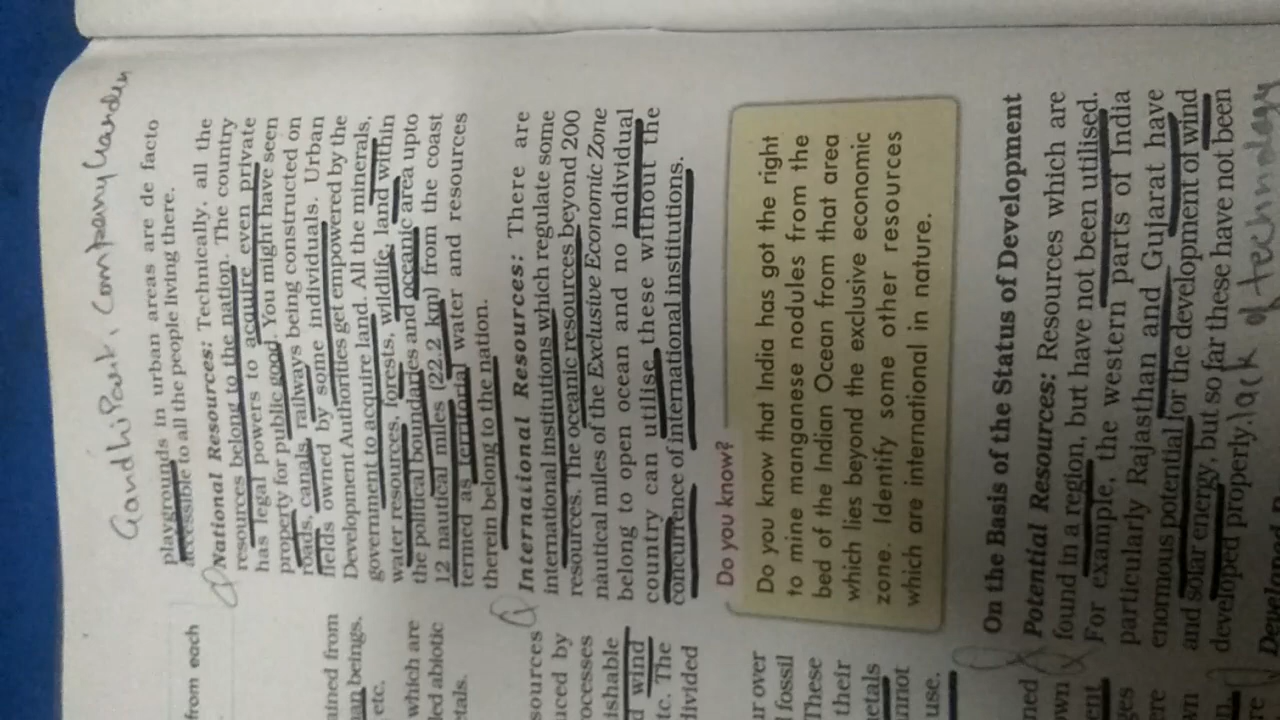 Gandhi Park, Company Garden
from each
ained from
an beings,
etc.
which are
led abiotic
etals.
sources
uced by
ocesses
ishable
d wind
tc. The
divided
ur over
l fossil
These
their
etals
nnot
use.
playgrounds in urban areas are de facto
accessible to all the people living there.
National Resources: Technically, all the
resources belong to the nation. The country
has legal powers to acquire even private
property for public good. You might have seen
roads, canals, railways being constructed on
fields owned by some individuals. Urban
Development Authorities get empowered by the
government to acquire land. All the minerals,
water resources, forests, wildlife, land within
the political boundaries and oceanic area upto
12 nautical miles (22.2 km) from the coast
termed as territorial water and resources
therein belong to the nation.
International Resources: There are
international institutions which regulate some
resources. The oceanic resources beyond 200
nautical miles of the Exclusive Economic Zone
belong to open ocean and no individual
country can utilise these without the
concurrence of international institutions.
Do you know?
Do you know that India has got the right
to mine manganese nodules from the
bed of the Indian Ocean from that area
which lies beyond the exclusive economic
zone. Identify some other resources
which are international in nature.
On the Basis of the Status of Development
Potential Resources: Resources which are
found in a region, but have not been utilised.
For example, the western parts of India
particularly Rajasthan and Gujarat have
enormous potential for the development of wind
and solar energy, but so far these have not been
developed properly. lack of technology